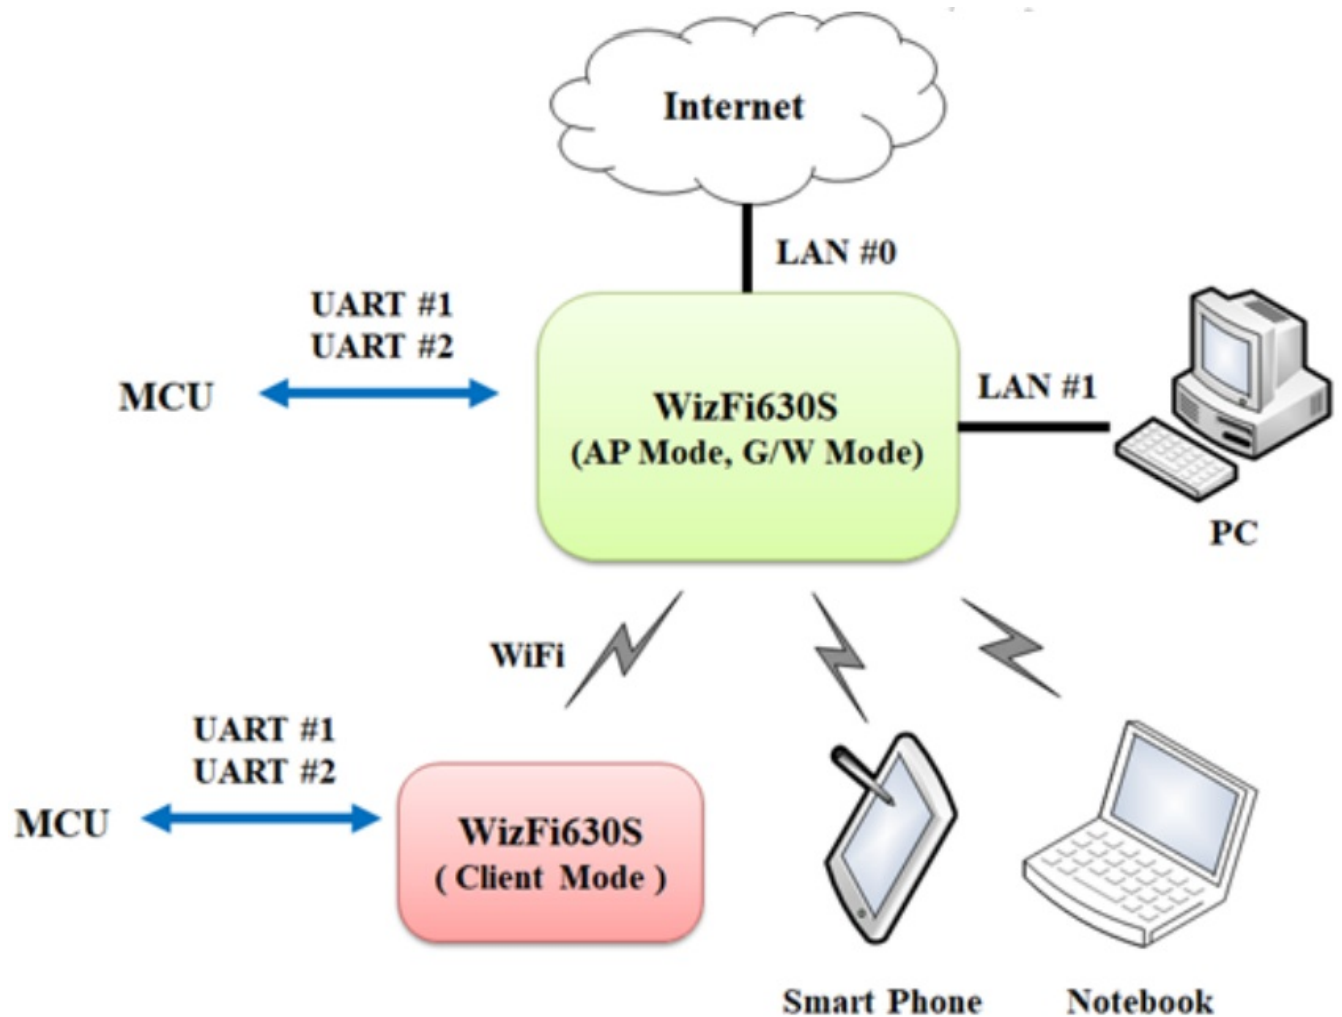 Internet
LAN #0
UART #1
UART #2
MCU
WizFi630S
(AP Mode, G/W Mode)
LAN #1
PC
WiFi
UART #1
UART #2
MCU
WizFi630S
( Client Mode )
Smart Phone
Notebook